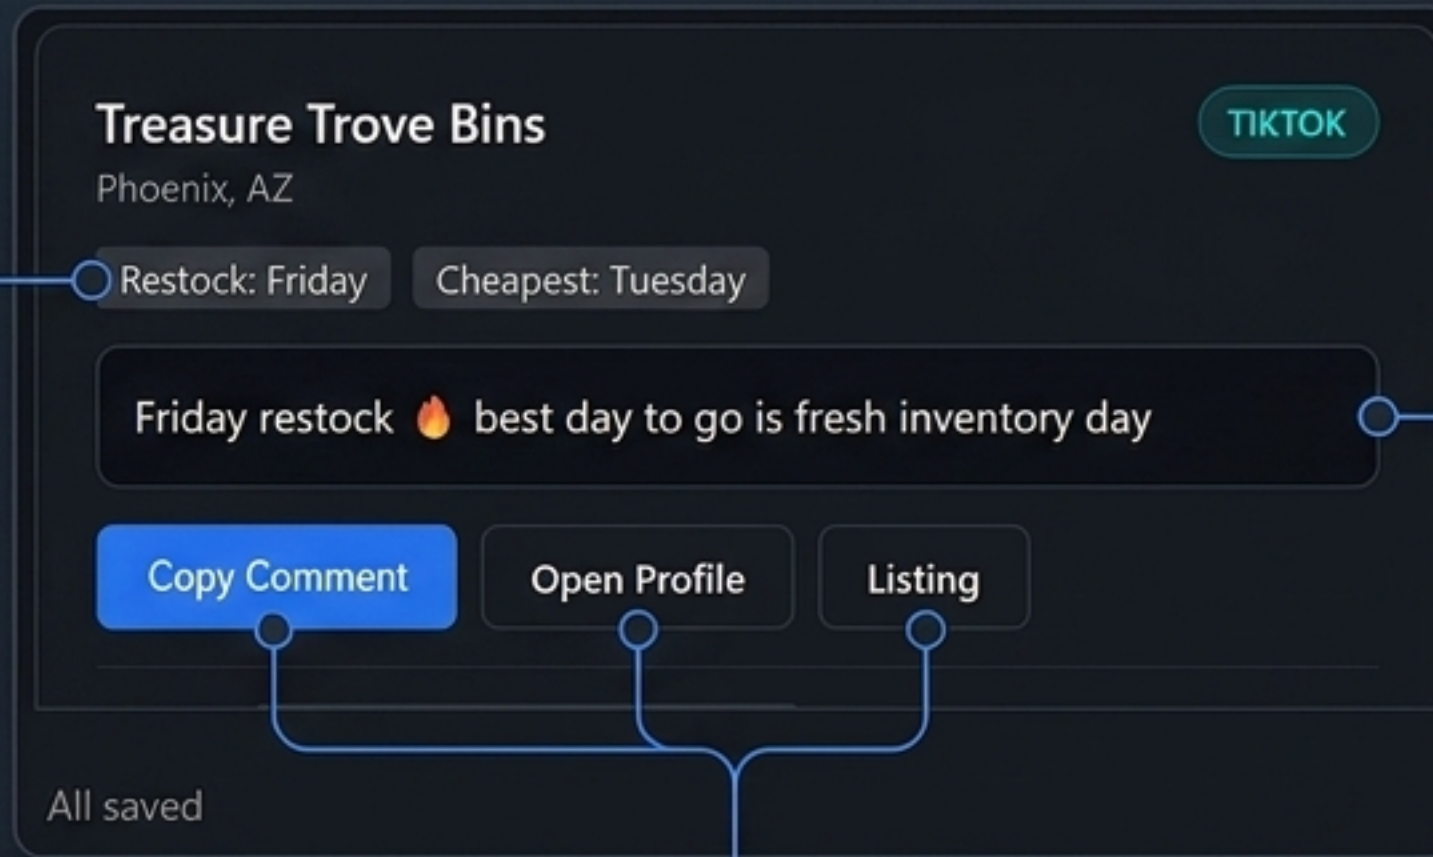 Treasure Trove Bins
TIKTOK
Phoenix, AZ
Restock: Friday
Cheapest: Tuesday
Friday restock 🔥 best day to go is fresh inventory day
Copy Comment
Open Profile
Listing
All saved